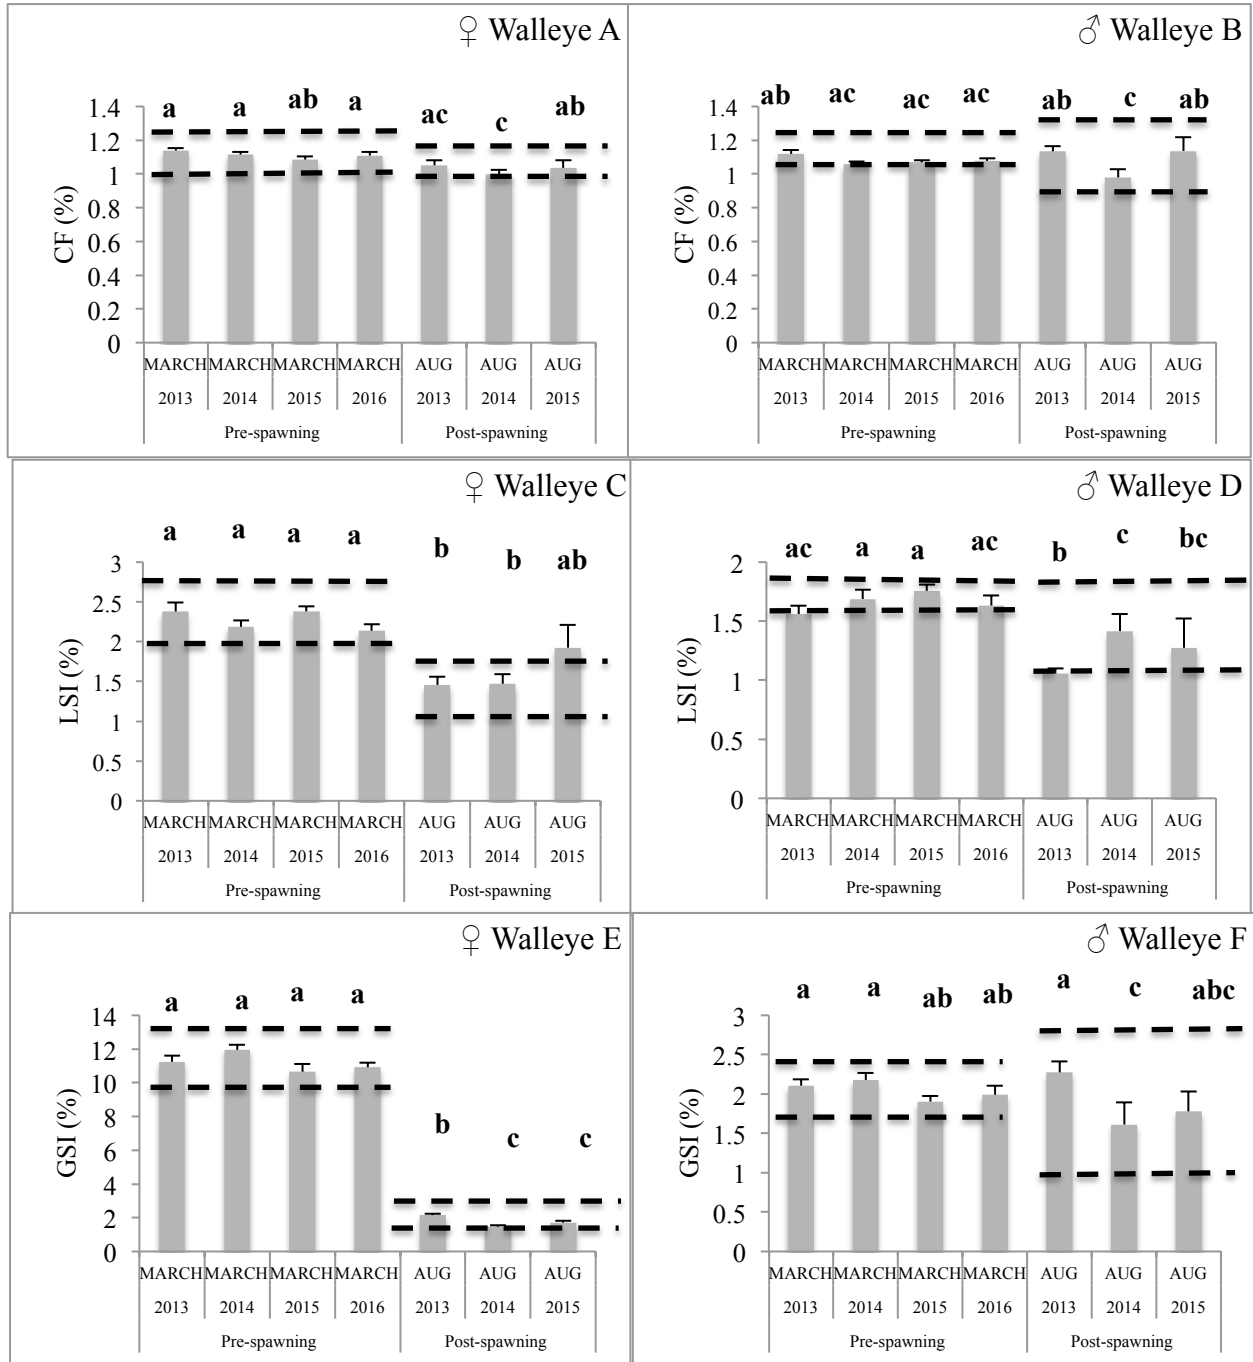 ♀ Walleye A
a a ab a ac c ab
1.4
1.2
1
0.8
0.6
0.4
0.2
0
CF (%)
MARCH MARCH MARCH MARCH AUG AUG AUG
2013 2014 2015 2016 2013 2014 2015
Pre-spawning Post-spawning
♂ Walleye B
ab ac ac ac ab c ab
1.4
1.2
1
0.8
0.6
0.4
0.2
0
CF (%)
MARCH MARCH MARCH MARCH AUG AUG AUG
2013 2014 2015 2016 2013 2014 2015
Pre-spawning Post-spawning
♀ Walleye C
a a a a b b ab
3
2.5
2
1.5
1
0.5
0
LSI (%)
MARCH MARCH MARCH MARCH AUG AUG AUG
2013 2014 2015 2016 2013 2014 2015
Pre-spawning Post-spawning
♂ Walleye D
ac a a ac b c bc
2
1.5
1
0.5
0
LSI (%)
MARCH MARCH MARCH MARCH AUG AUG AUG
2013 2014 2015 2016 2013 2014 2015
Pre-spawning Post-spawning
♀ Walleye E
a a a a b c c
14
12
10
8
6
4
2
0
GSI (%)
MARCH MARCH MARCH MARCH AUG AUG AUG
2013 2014 2015 2016 2013 2014 2015
Pre-spawning Post-spawning
♂ Walleye F
a a ab ab a c abc
3
2.5
2
1.5
1
0.5
0
GSI (%)
MARCH MARCH MARCH MARCH AUG AUG AUG
2013 2014 2015 2016 2013 2014 2015
Pre-spawning Post-spawning